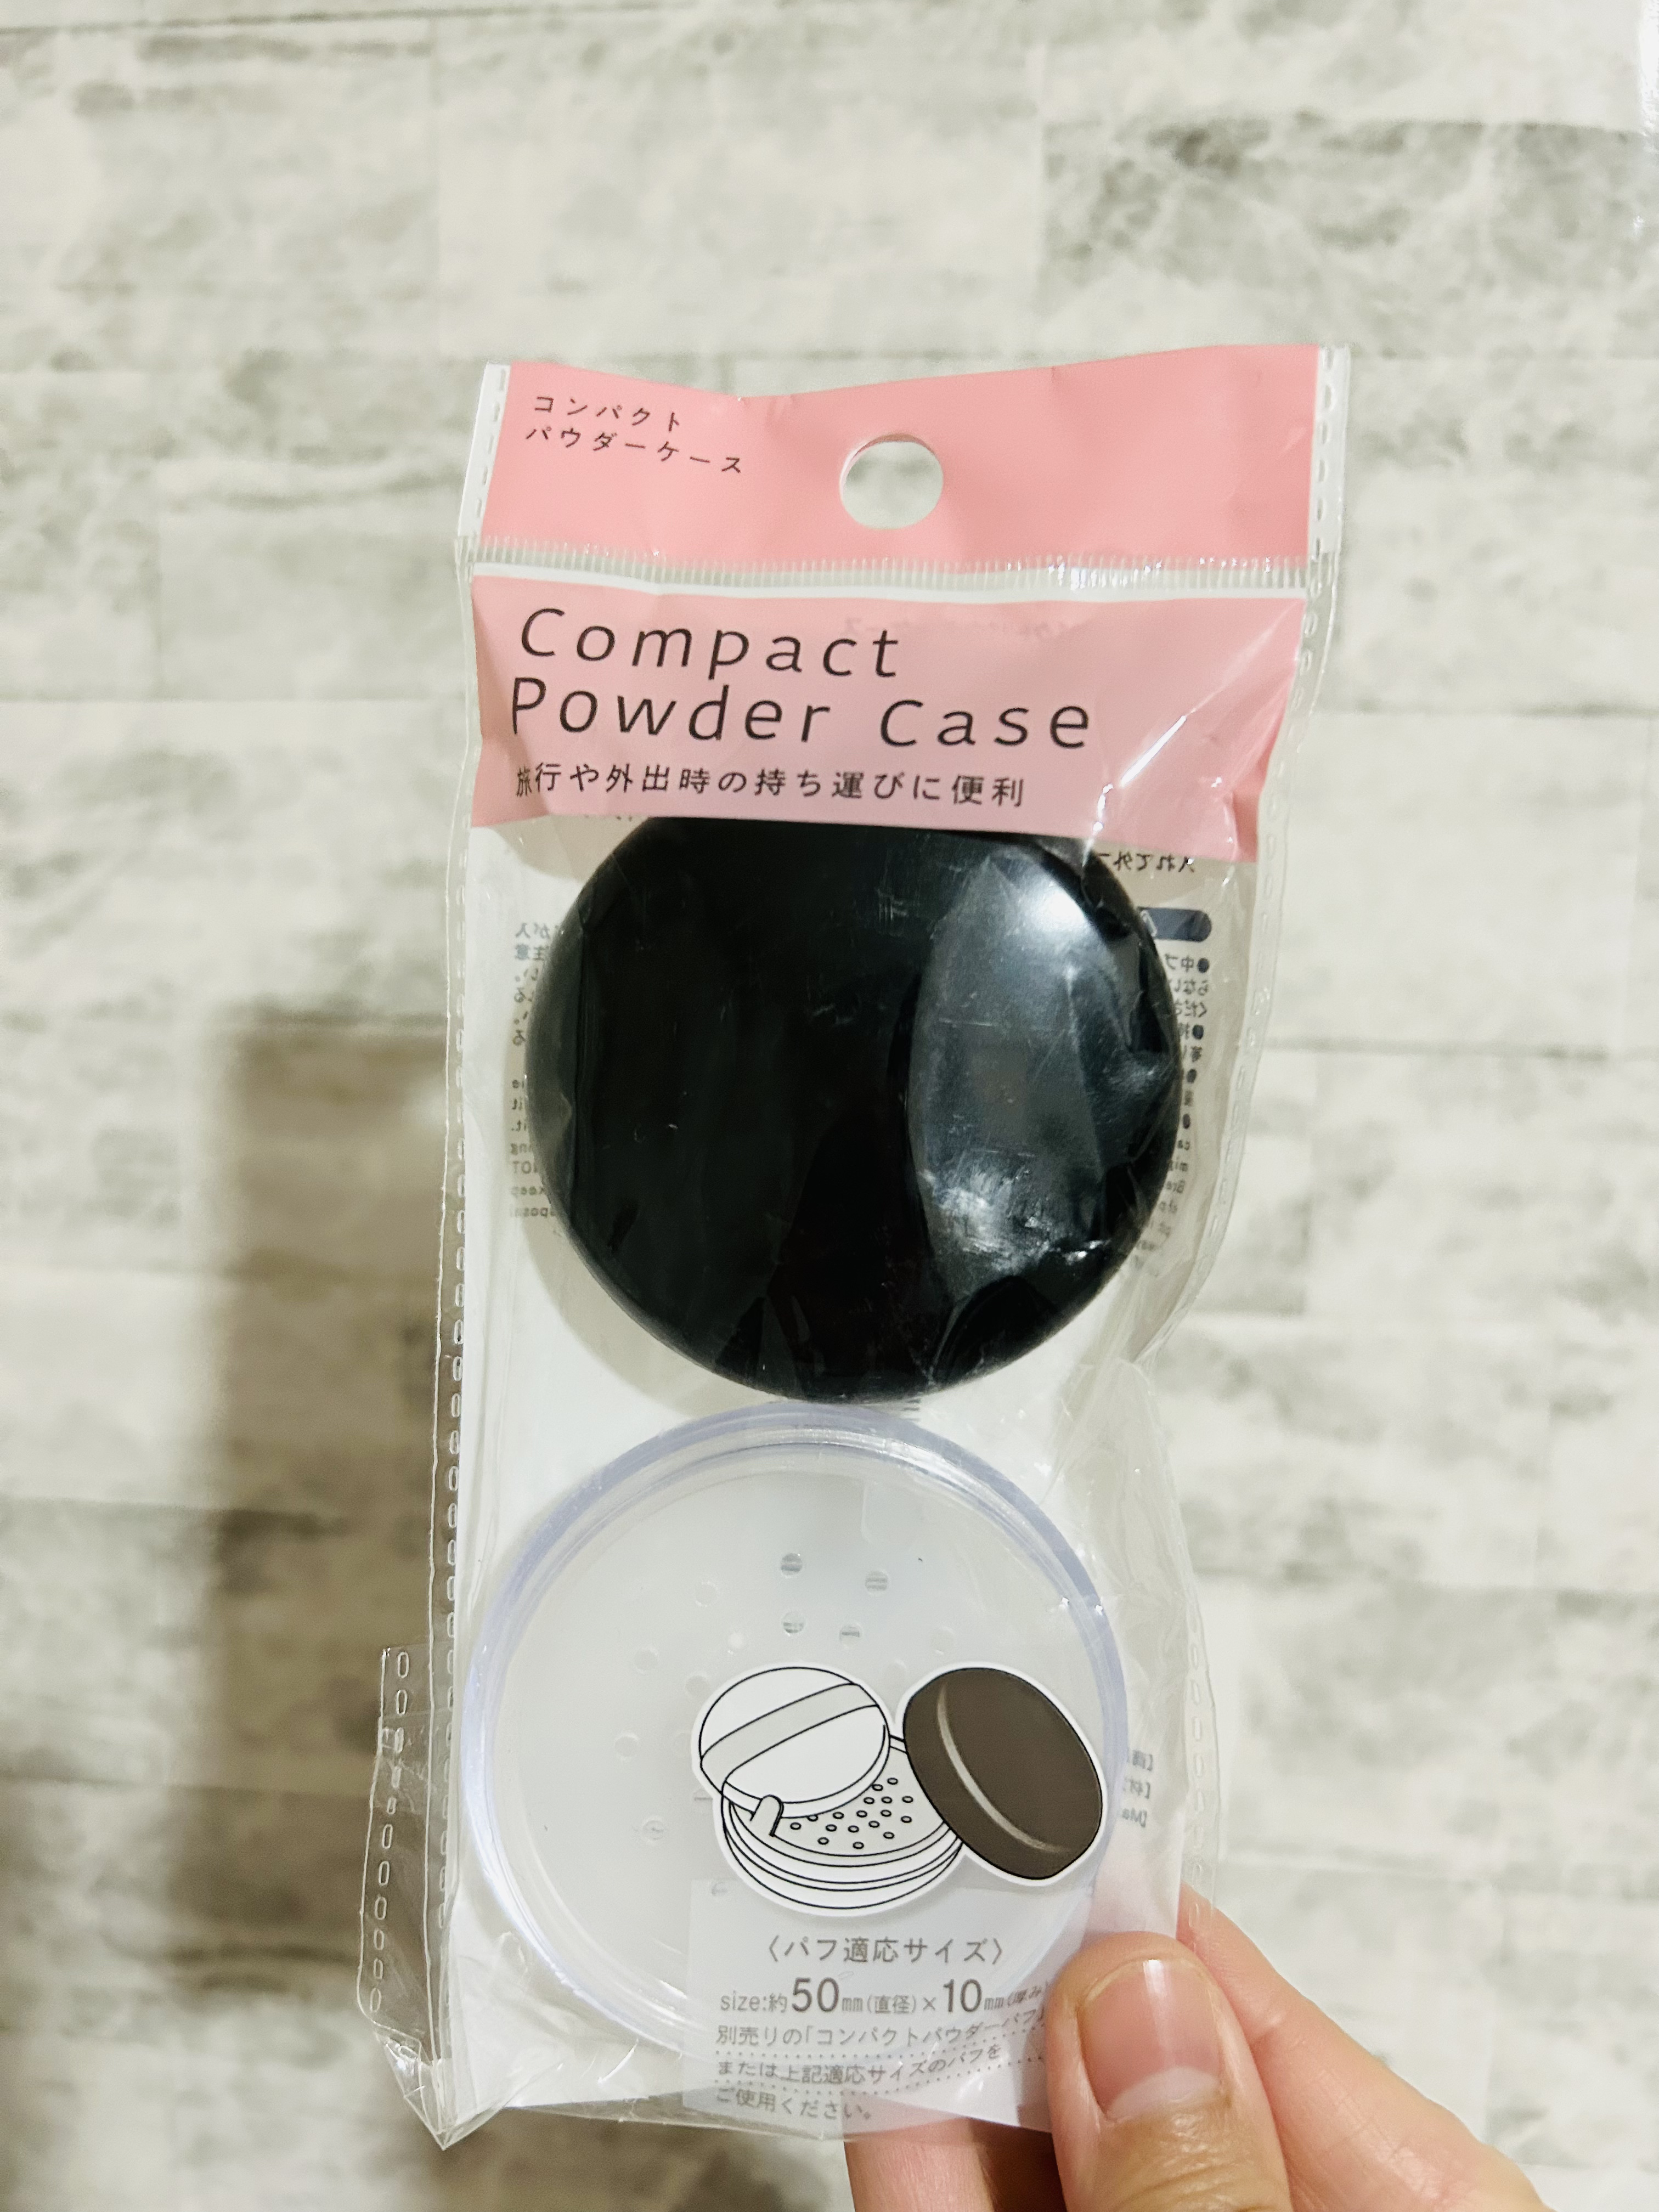 コンパクト
パウダーケース
Compact
Powder Case
旅行や外出時の持ち運びに便利
〈パフ適応サイズ〉
size:約50mm(直径)×10mm(厚み)
別売りの「コンパクトパウダーパフ」
または上記適応サイズのパフを
ご使用ください。